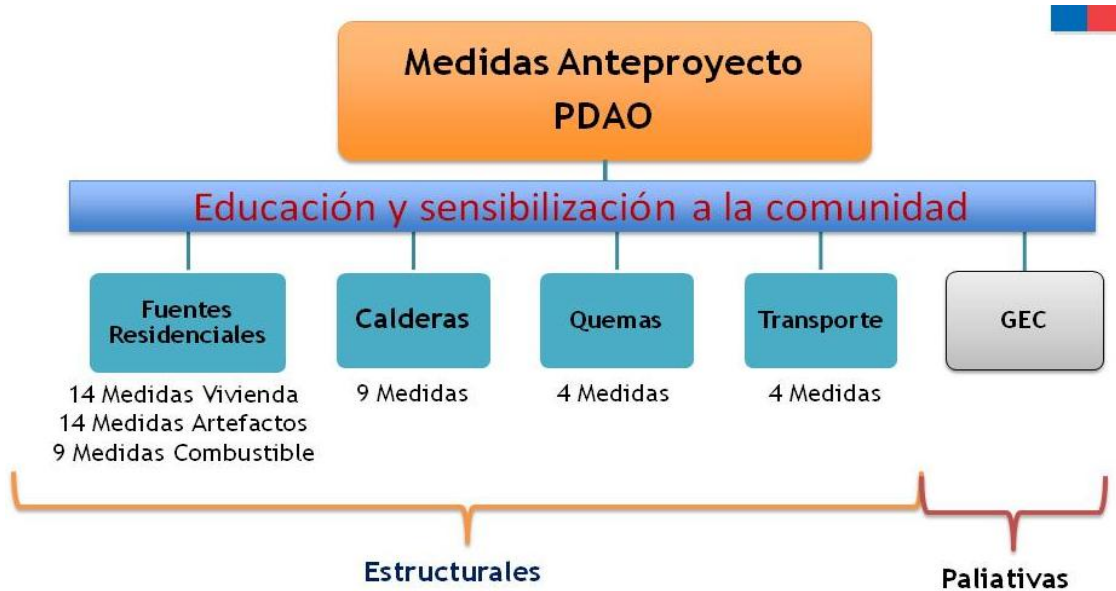 Medidas Anteproyecto
PDAO
Educación y sensibilización a la comunidad
Fuentes
Residenciales
Calderas
Quemas
Transporte
GEC
14 Medidas Vivienda
14 Medidas Artefactos
9 Medidas Combustible
9 Medidas
4 Medidas
4 Medidas
Estructurales
Paliativas